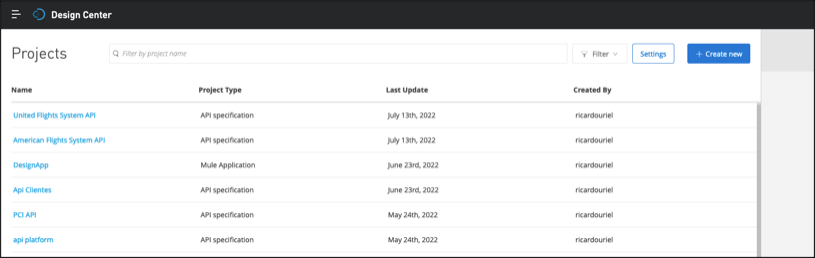 Design Center
Projects Filter by project name Filter Settings + Create new
Name Project Type Last Update Created By
United Flights System API API specification July 13th, 2022 ricardouriel
American Flights System API API specification July 13th, 2022 ricardouriel
DesignApp Mule Application June 23rd, 2022 ricardouriel
Api Clientes API specification June 23rd, 2022 ricardouriel
PCI API API specification May 24th, 2022 ricardouriel
api platform API specification May 24th, 2022 ricardouriel